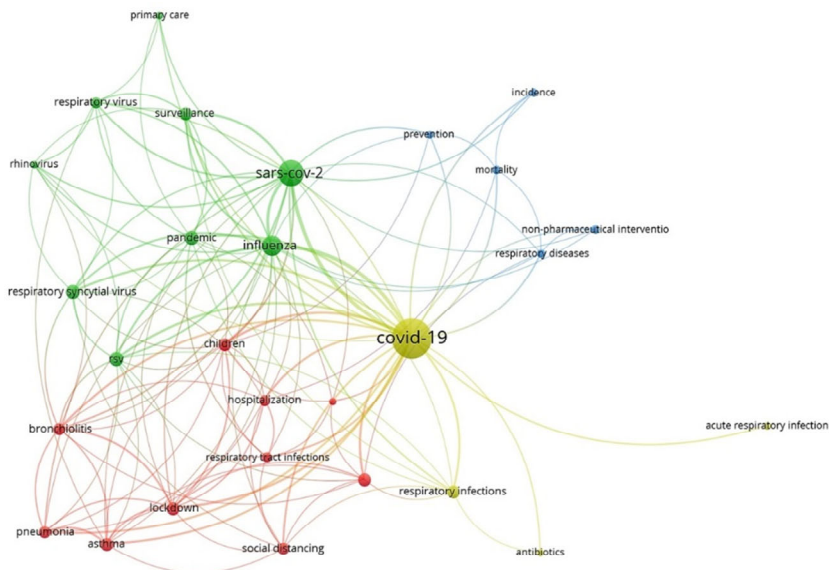 primary care
incidence
respiratory virus
surveillance
prevention
rhinovirus
mortality
sars-cov-2
non-pharmaceutical interventio
pandemic
influenza
respiratory diseases
respiratory syncytial virus
covid-19
children
rsv
hospitalization
acute respiratory infection
bronchiolitis
respiratory tract infections
respiratory infections
lockdown
pneumonia
asthma
social distancing
antibiotics